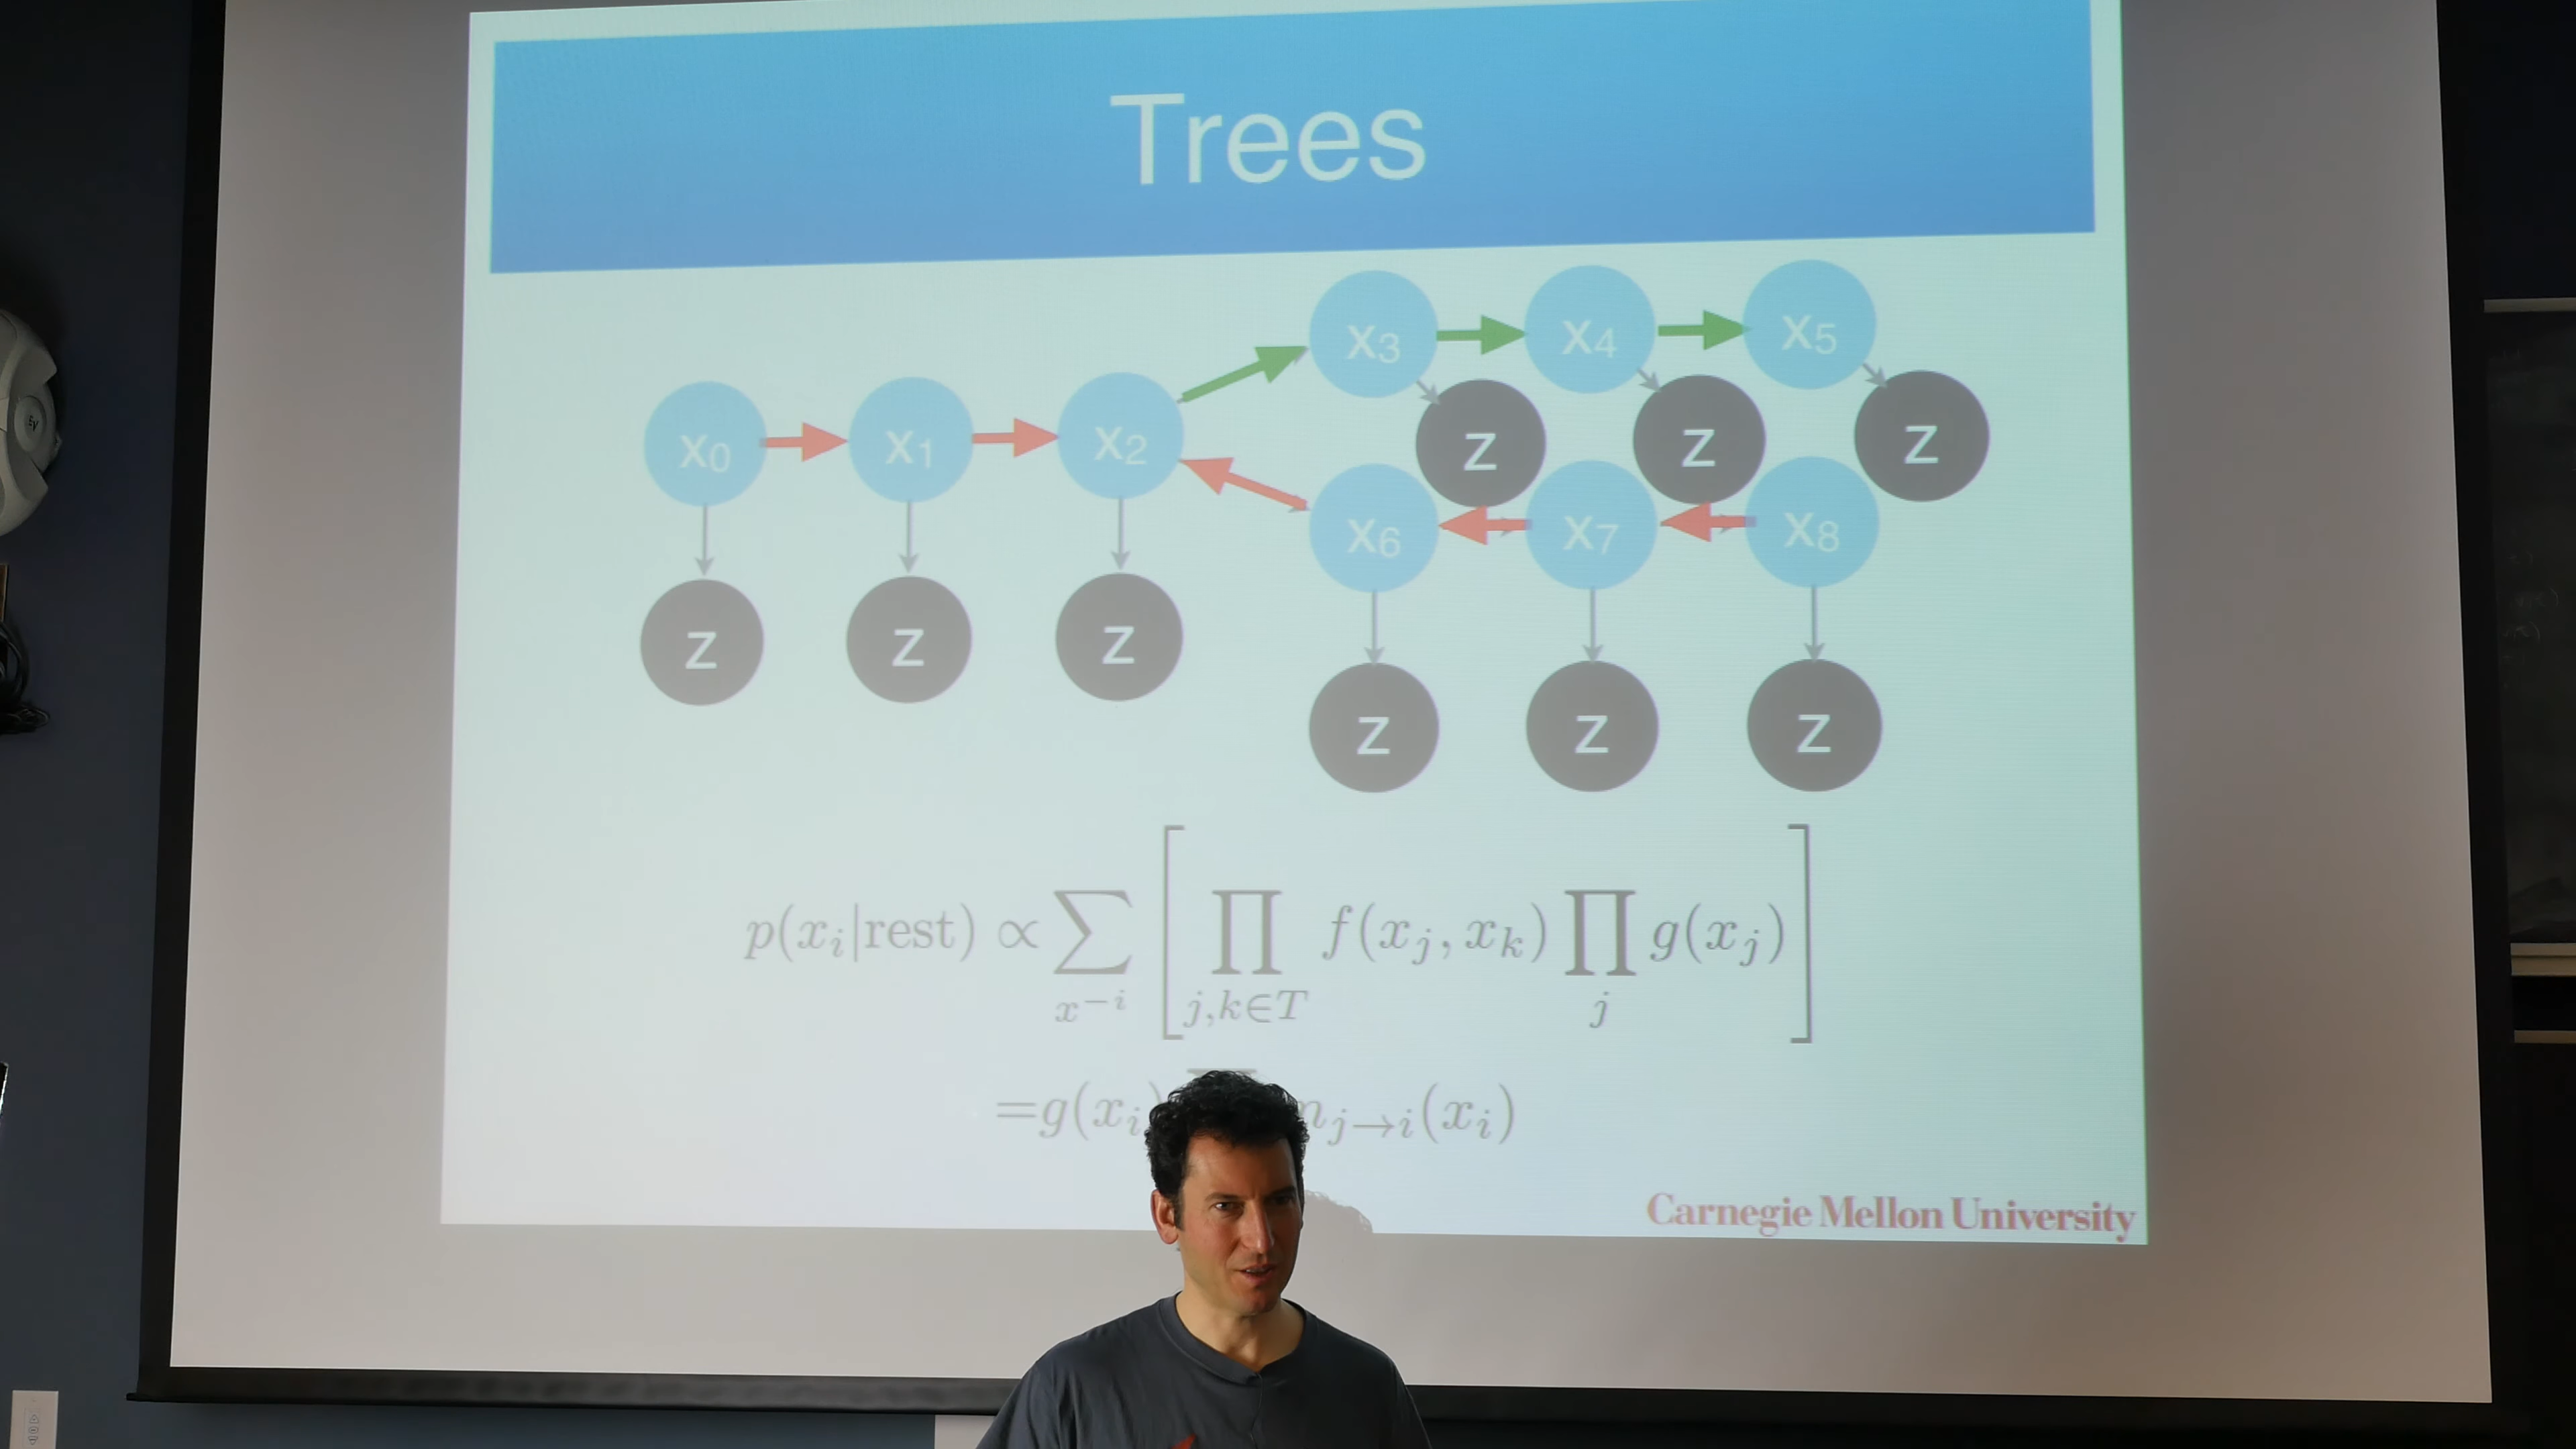 Trees
x₃ x₄ x₅
x₀ x₁ x₂ z z z
x₆ x₇ x₈
z z z
z z z
p(xᵢ|rest) ∝ ∑ [ ∏ f(xⱼ, xₖ) ∏ g(xⱼ) ]
x⁻ⁱ j,k∈T j
=g(xᵢ) j→i(xᵢ)
Carnegie Mellon University